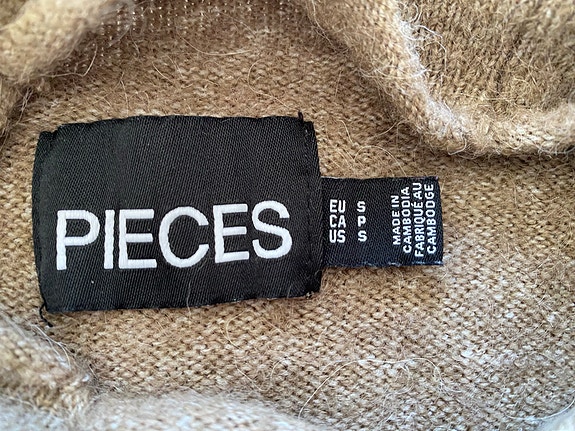 PIECES
EU S
CA P
US S
MADE IN
CAMBODIA
FABRIQUÉ AU
CAMBODGE